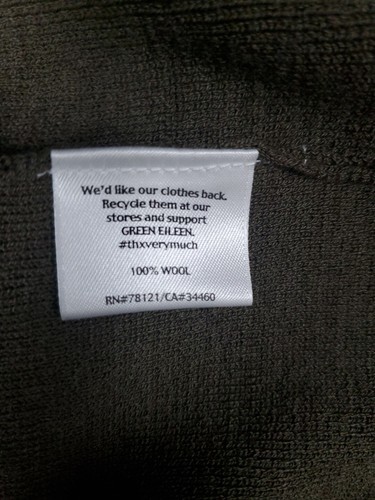 We'd like our clothes back.
Recycle them at our
stores and support
GREEN EILEEN.
#thxverymuch
100% WOOL
RN#78121/CA#34460